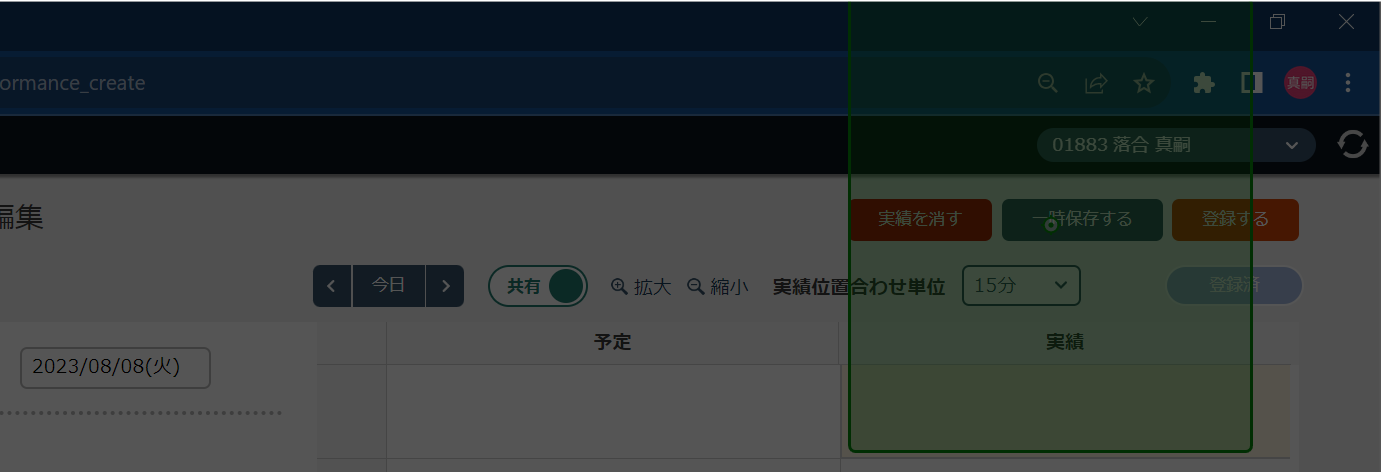 ormance_create
真嗣
01883 落合 真嗣
編集
実績を消す 一時保存する 登録する
今日 共有 拡大 縮小 実績位置合わせ単位 15分 登録済
予定 実績
2023/08/08(火)